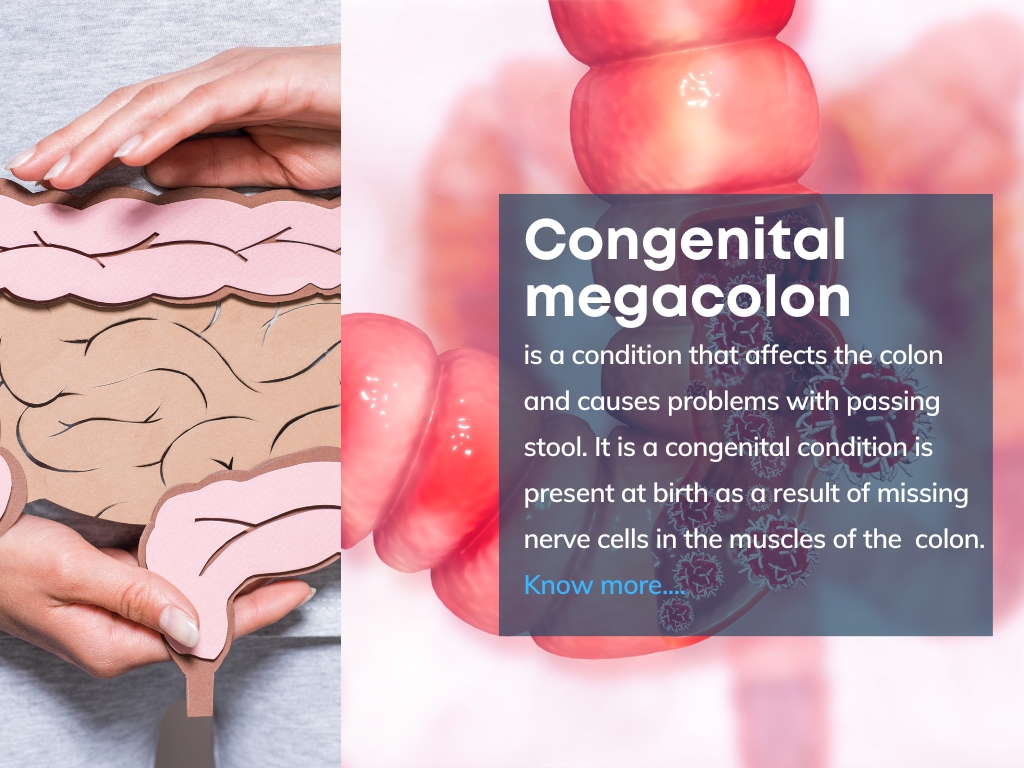 Congenital
megacolon
is a condition that affects the colon
and causes problems with passing
stool. It is a congenital condition is
present at birth as a result of missing
nerve cells in the muscles of the  colon.
Know more....